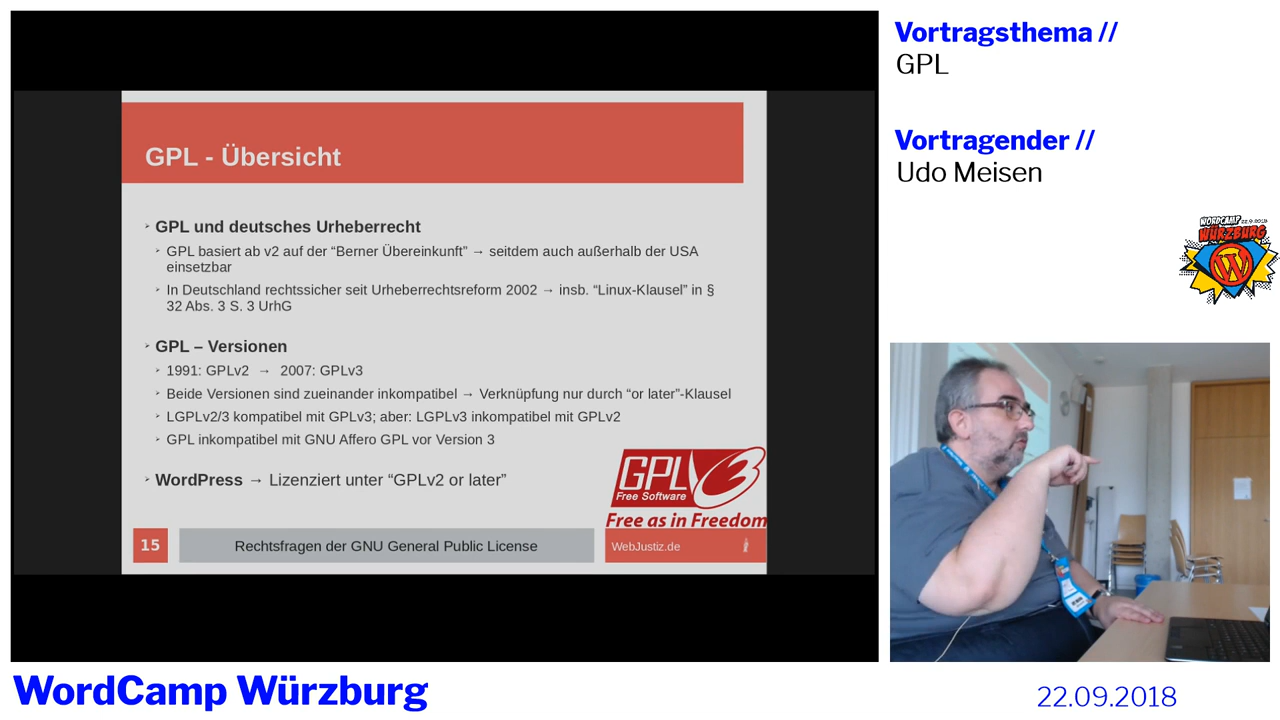 Vortragsthema //
GPL
Vortragender //
Udo Meisen
WORDCAMP 22.9.2018
WÜRZBURG
GPL - Übersicht
GPL und deutsches Urheberrecht
GPL basiert ab v2 auf der “Berner Übereinkunft” → seitdem auch außerhalb der USA
einsetzbar
In Deutschland rechtssicher seit Urheberrechtsreform 2002 → insb. “Linux-Klausel” in §
32 Abs. 3 S. 3 UrhG
GPL – Versionen
1991: GPLv2 → 2007: GPLv3
Beide Versionen sind zueinander inkompatibel → Verknüpfung nur durch “or later”-Klausel
LGPLv2/3 kompatibel mit GPLv3; aber: LGPLv3 inkompatibel mit GPLv2
GPL inkompatibel mit GNU Affero GPL vor Version 3
WordPress → Lizenziert unter “GPLv2 or later”
GPLv3
Free Software
Free as in Freedom
15
Rechtsfragen der GNU General Public License
WebJustiz.de
WordCamp Würzburg
22.09.2018